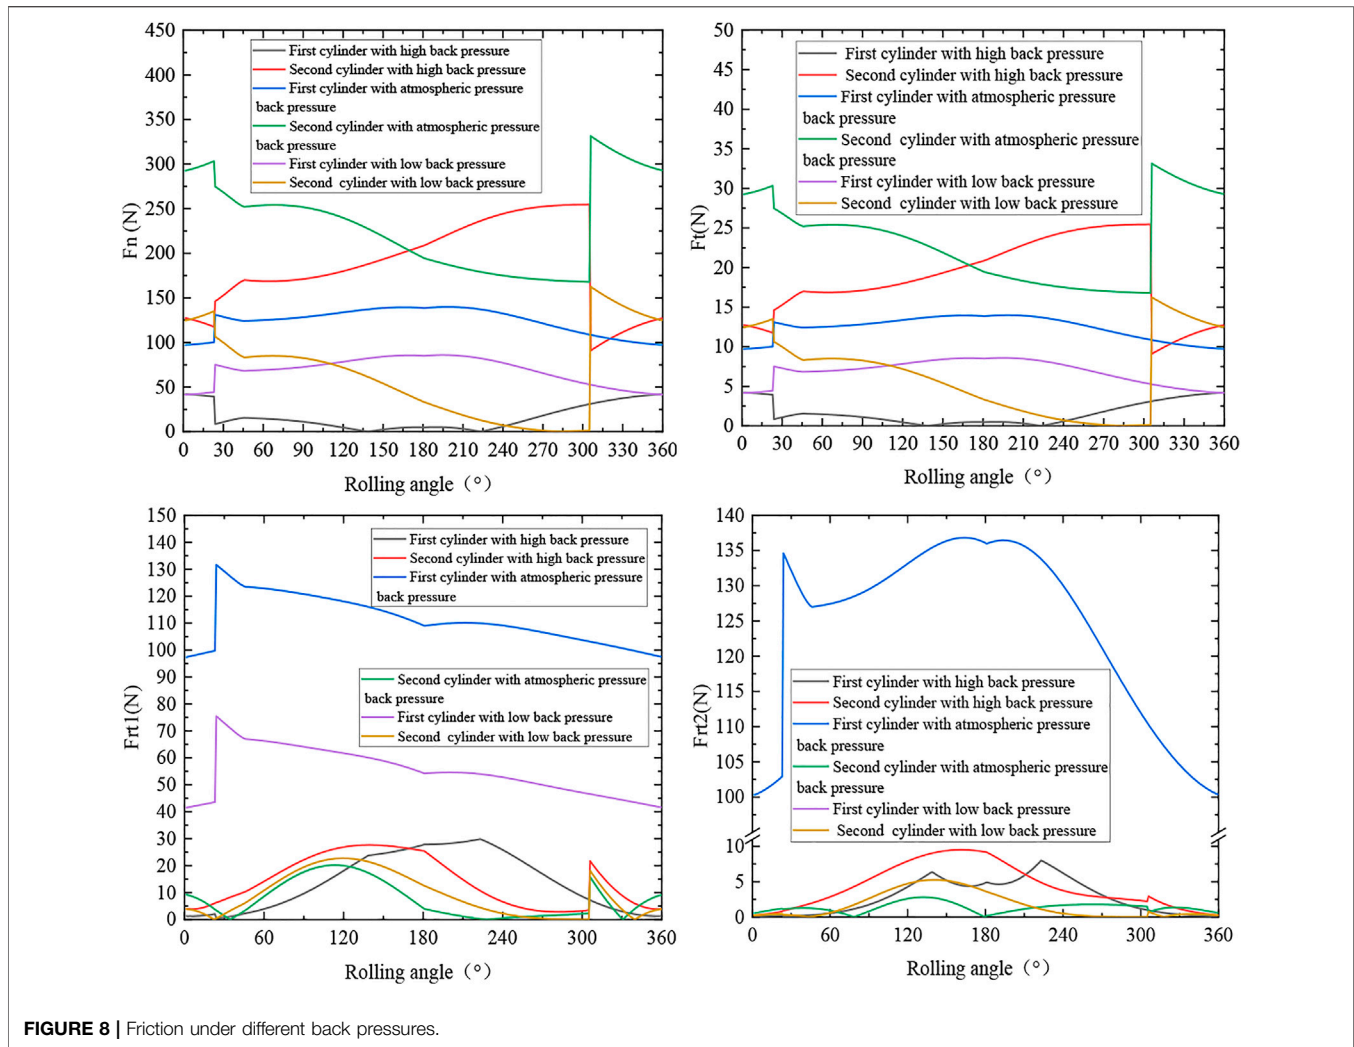 450
400
350
300
250
200
150
100
50
0
Fn (N)
First cylinder with high back pressure
Second cylinder with high back pressure
First cylinder with atmospheric pressure
back pressure
Second cylinder with atmospheric pressure
back pressure
First cylinder with low back pressure
Second cylinder with low back pressure
0 30 60 90 120 150 180 210 240 270 300 330 360
Rolling angle (°)
50
45
40
35
30
25
20
15
10
5
0
Ft(N)
First cylinder with high back pressure
Second cylinder with high back pressure
First cylinder with atmospheric pressure
back pressure
Second cylinder with atmospheric pressure
back pressure
First cylinder with low back pressure
Second cylinder with low back pressure
0 30 60 90 120 150 180 210 240 270 300 330 360
Rolling angle (°)
150
140
130
120
110
100
90
80
70
60
50
40
30
20
10
0
Frt1(N)
First cylinder with high back pressure
Second cylinder with high back pressure
First cylinder with atmospheric pressure
back pressure
Second cylinder with atmospheric pressure
back pressure
First cylinder with low back pressure
Second cylinder with low back pressure
0 60 120 180 240 300 360
Rolling angle (°)
140
135
130
125
120
115
110
105
100
10
5
0
Frt2(N)
First cylinder with high back pressure
Second cylinder with high back pressure
First cylinder with atmospheric pressure
back pressure
Second cylinder with atmospheric pressure
back pressure
First cylinder with low back pressure
Second cylinder with low back pressure
0 60 120 180 240 300 360
Rolling angle (°)
FIGURE 8 | Friction under different back pressures.